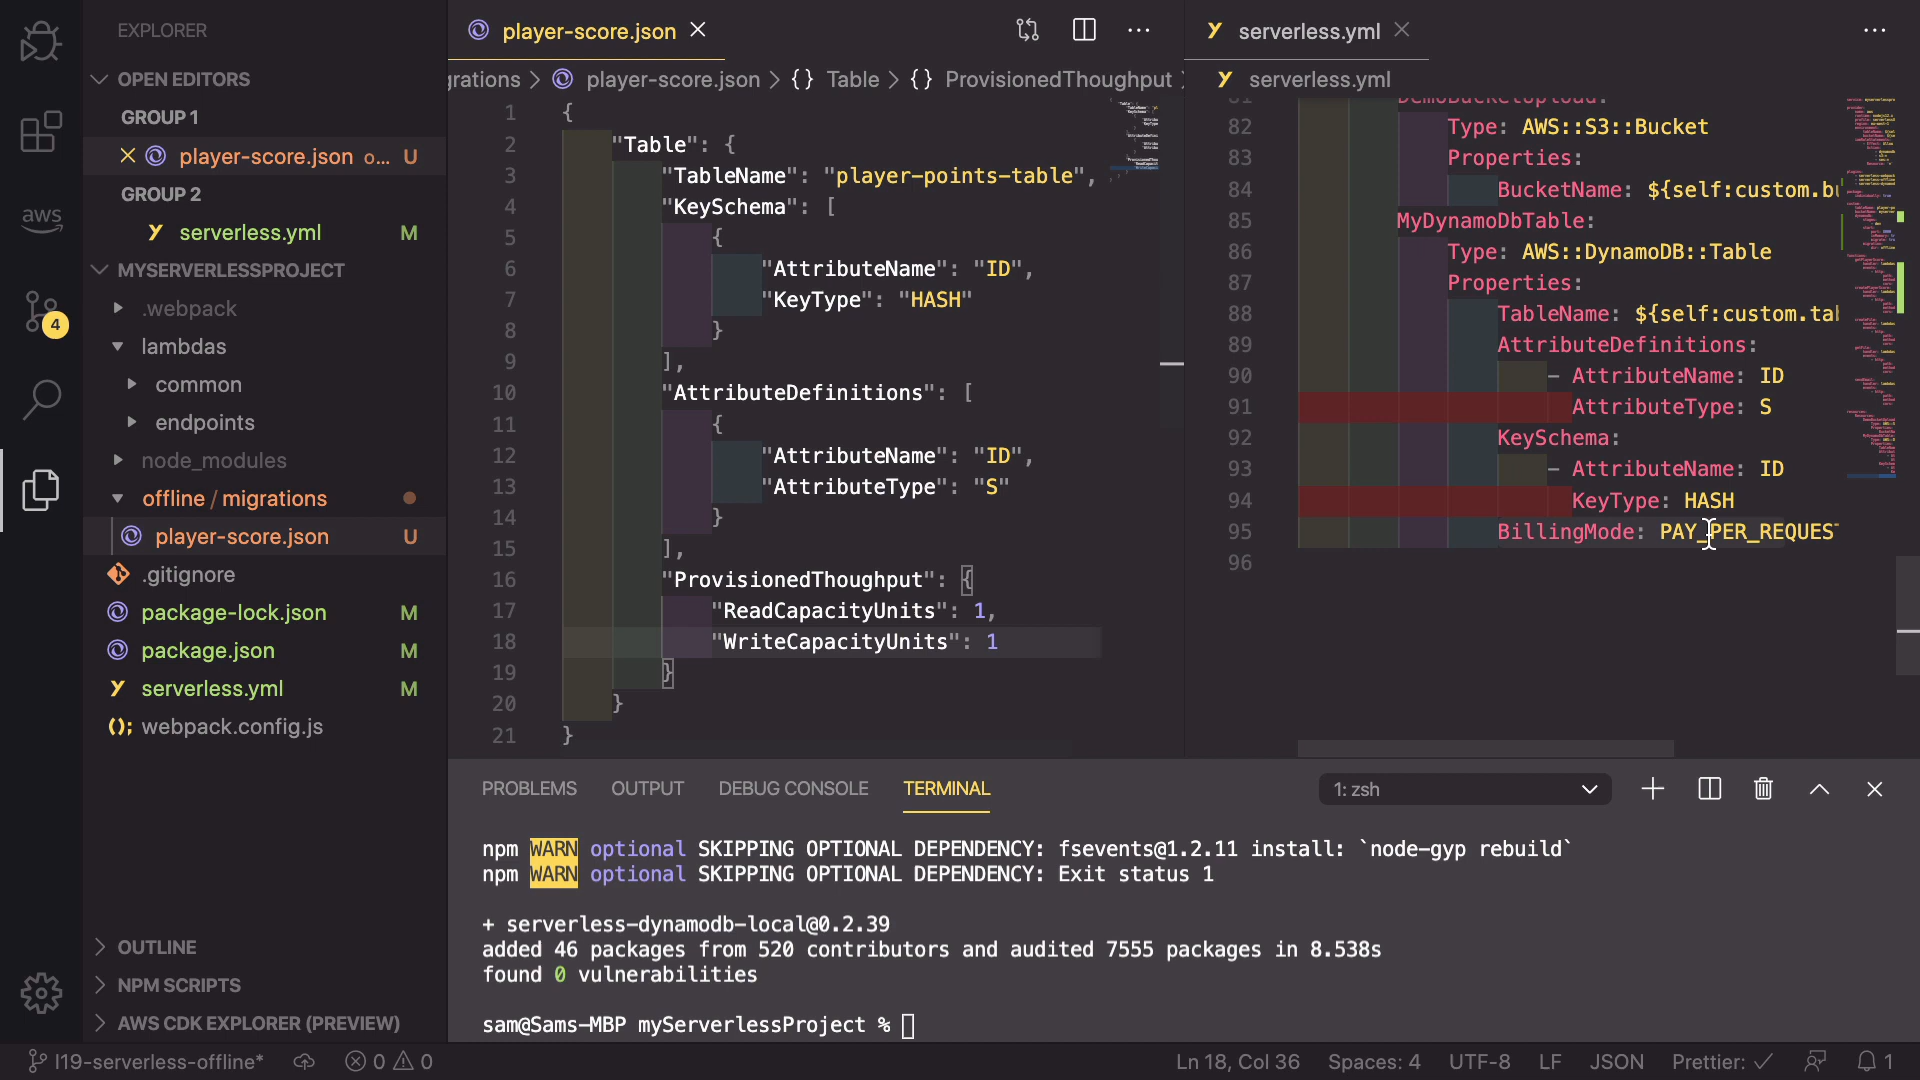 EXPLORER
OPEN EDITORS
GROUP 1
player-score.json o... U
GROUP 2
serverless.yml M
MYSERVERLESSPROJECT
.webpack
lambdas
common
endpoints
node_modules
offline / migrations
player-score.json U
.gitignore
package-lock.json M
package.json M
serverless.yml M
webpack.config.js
OUTLINE
NPM SCRIPTS
AWS CDK EXPLORER (PREVIEW)
aws
4
player-score.json
grations > player-score.json > {} Table > {} ProvisionedThoughput
1 {
2 "Table": {
3 "TableName": "player-points-table",
4 "KeySchema": [
5 {
6 "AttributeName": "ID",
7 "KeyType": "HASH"
8 }
9 ],
10 "AttributeDefinitions": [
11 {
12 "AttributeName": "ID",
13 "AttributeType": "S"
14 }
15 ],
16 "ProvisionedThoughput": {
17 "ReadCapacityUnits": 1,
18 "WriteCapacityUnits": 1
19 }
20 }
21 }
serverless.yml
serverless.yml
81 DemoBucketUpload:
82 Type: AWS::S3::Bucket
83 Properties:
84 BucketName: ${self:custom.bu
85 MyDynamoDbTable:
86 Type: AWS::DynamoDB::Table
87 Properties:
88 TableName: ${self:custom.tab
89 AttributeDefinitions:
90 - AttributeName: ID
91 AttributeType: S
92 KeySchema:
93 - AttributeName: ID
94 KeyType: HASH
95 BillingMode: PAY_PER_REQUEST
96
PROBLEMS OUTPUT DEBUG CONSOLE TERMINAL
1: zsh
npm WARN optional SKIPPING OPTIONAL DEPENDENCY: fsevents@1.2.11 install: `node-gyp rebuild`
npm WARN optional SKIPPING OPTIONAL DEPENDENCY: Exit status 1
+ serverless-dynamodb-local@0.2.39
added 46 packages from 520 contributors and audited 7555 packages in 8.538s
found 0 vulnerabilities
sam@Sams-MBP myServerlessProject %
l19-serverless-offline* 0 0 Ln 18, Col 36 Spaces: 4 UTF-8 LF JSON Prettier: ✓ 1